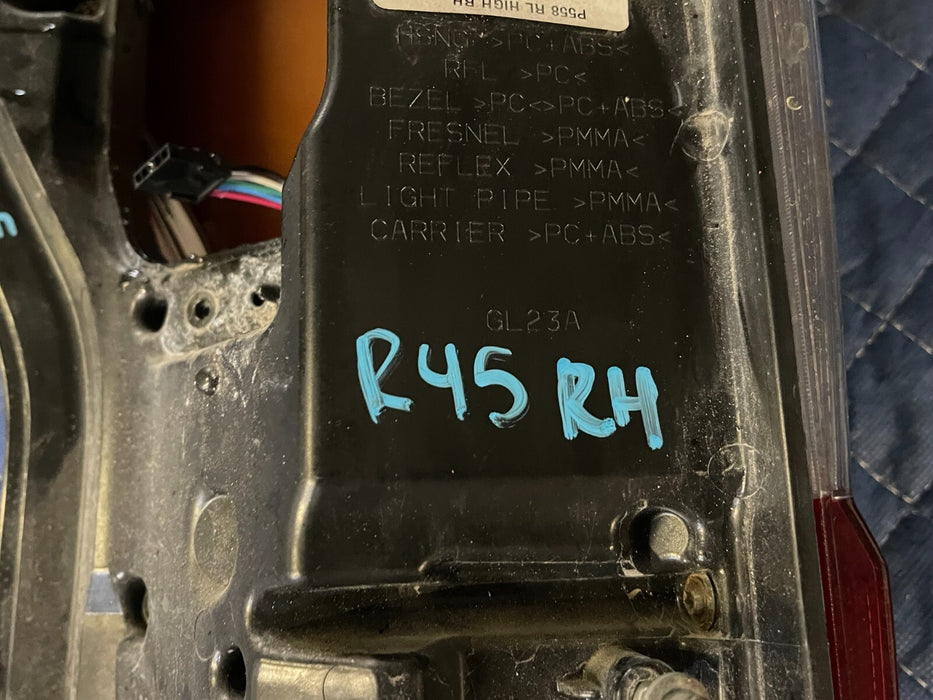 P558 RL HIGH RH
HSNG >PC+ABS<
RFL >PC<
BEZEL >PC<>PC+ABS<
FRESNEL >PMMA<
REFLEX >PMMA<
LIGHT PIPE >PMMA<
CARRIER >PC+ABS<
GL23A
R45 RH